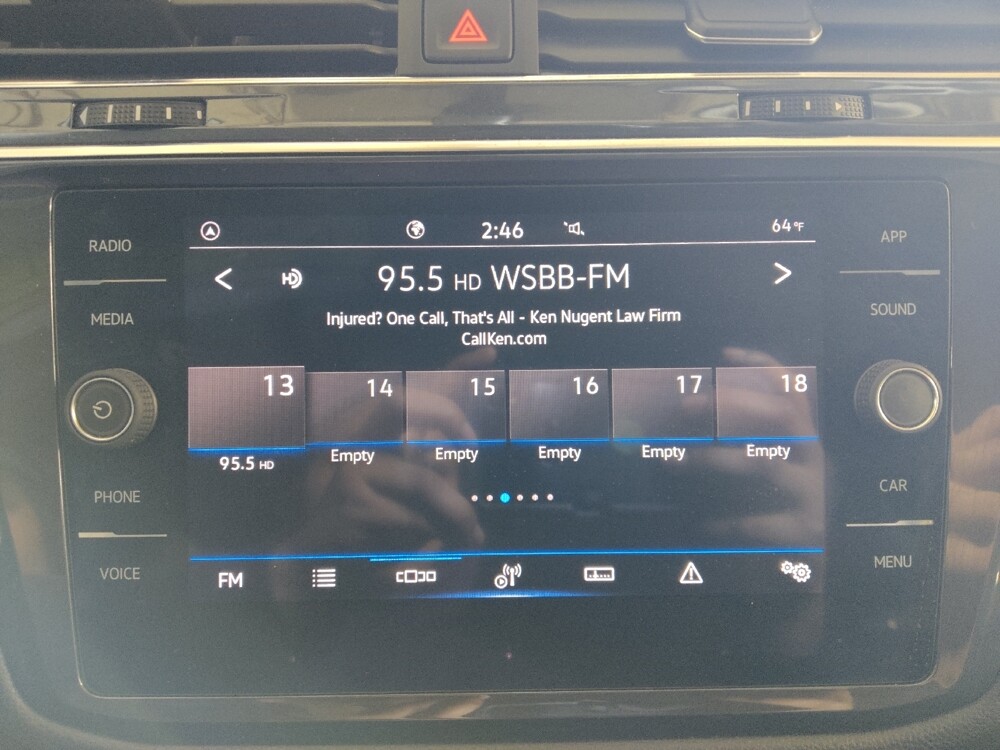 2:46
64°F
RADIO
APP
95.5 HD WSBB-FM
MEDIA
SOUND
Injured? One Call, That's All - Ken Nugent Law Firm
CallKen.com
13
14
15
16
17
18
95.5 HD
Empty
Empty
Empty
Empty
Empty
PHONE
CAR
VOICE
MENU
FM